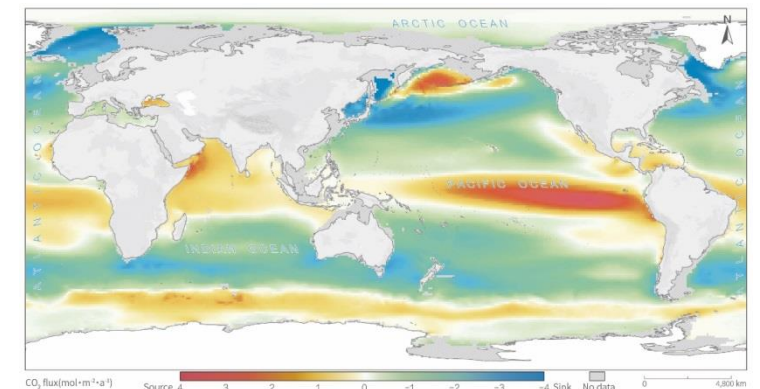 ARCTIC OCEAN
N
ATLANTIC OCEAN
PACIFIC OCEAN
INDIAN OCEAN
ATLANTIC OCEAN
CO₂ flux(mol•m⁻²•a⁻¹)
Source 4 3 2 1 0 -1 -2 -3 -4 Sink
No data
0 4,800 km